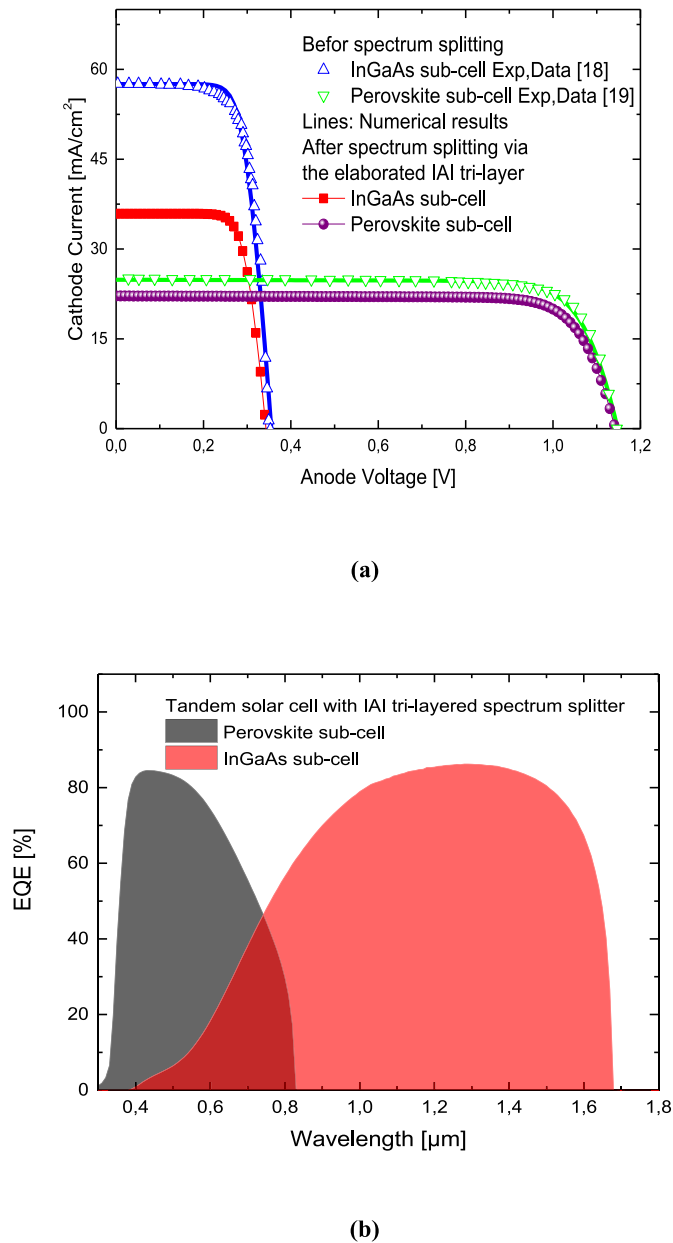 Befor spectrum splitting
InGaAs sub-cell Exp,Data [18]
Perovskite sub-cell Exp,Data [19]
Lines: Numerical results
After spectrum splitting via
the elaborated IAI tri-layer
InGaAs sub-cell
Perovskite sub-cell
Cathode Current [mA/cm²]
60
45
30
15
0
0,0 0,2 0,4 0,6 0,8 1,0 1,2
Anode Voltage [V]
(a)
Tandem solar cell with IAI tri-layered spectrum splitter
Perovskite sub-cell
InGaAs sub-cell
EQE [%]
100
80
60
40
20
0
0,4 0,6 0,8 1,0 1,2 1,4 1,6 1,8
Wavelength [µm]
(b)